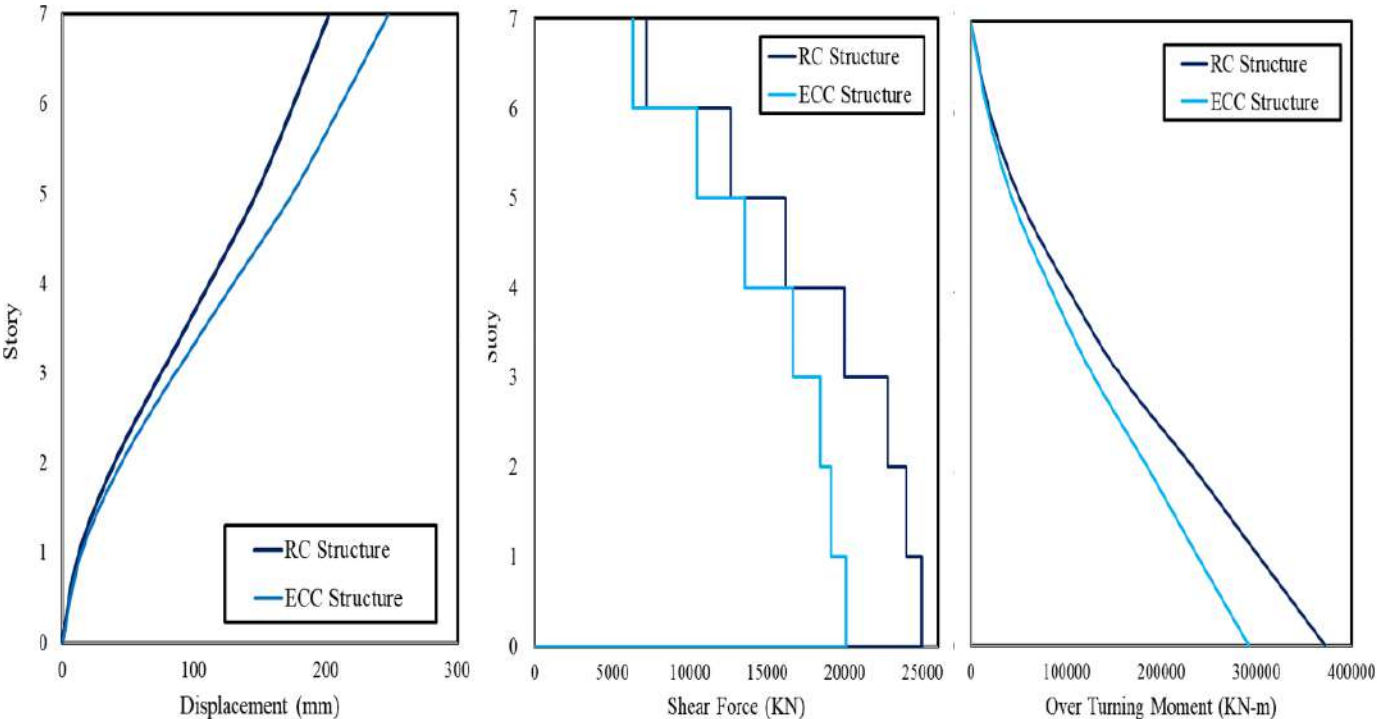 7
6
5
4
3
2
1
0
Story
0
100
200
300
Displacement (mm)
RC Structure
ECC Structure
7
6
5
4
3
2
1
0
Story
0
5000
10000
15000
20000
25000
Shear Force (KN)
RC Structure
ECC Structure
0
100000
200000
300000
400000
Over Turning Moment (KN-m)
RC Structure
ECC Structure